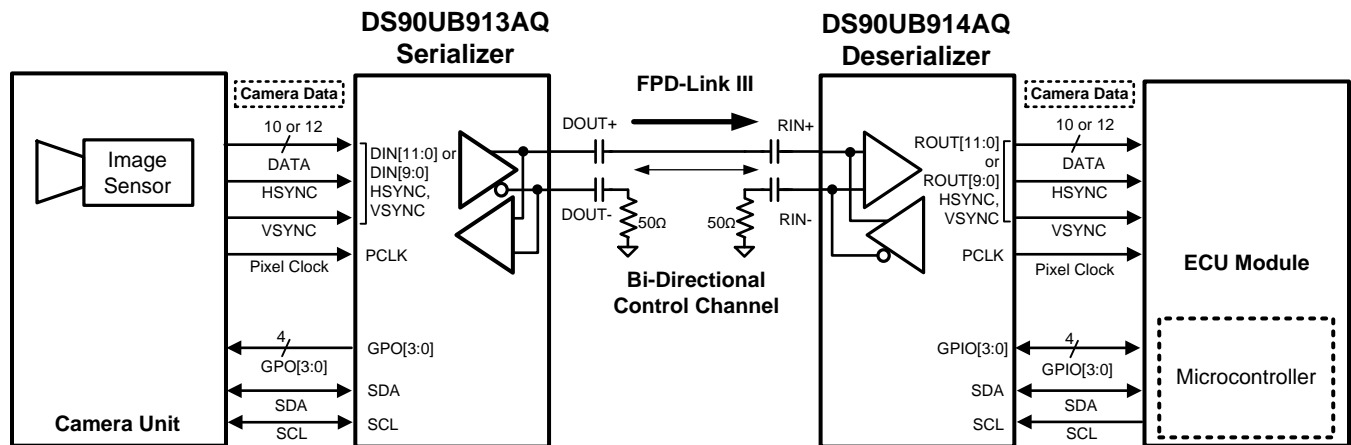 DS90UB913AQ
Serializer
DS90UB914AQ
Deserializer
Camera Data
FPD-Link III
Camera Data
Image
Sensor
10 or 12
DATA
HSYNC
VSYNC
Pixel Clock
DIN[11:0] or
DIN[9:0]
HSYNC,
VSYNC
PCLK
DOUT+
DOUT-
50Ω
50Ω
RIN+
RIN-
Bi-Directional
Control Channel
ROUT[11:0]
or
ROUT[9:0]
HSYNC,
VSYNC
PCLK
10 or 12
DATA
HSYNC
VSYNC
Pixel Clock
ECU Module
4
GPO[3:0]
GPO[3:0]
SDA
SDA
SCL
SCL
Camera Unit
GPIO[3:0]
4
GPIO[3:0]
SDA
SDA
SCL
SCL
Microcontroller